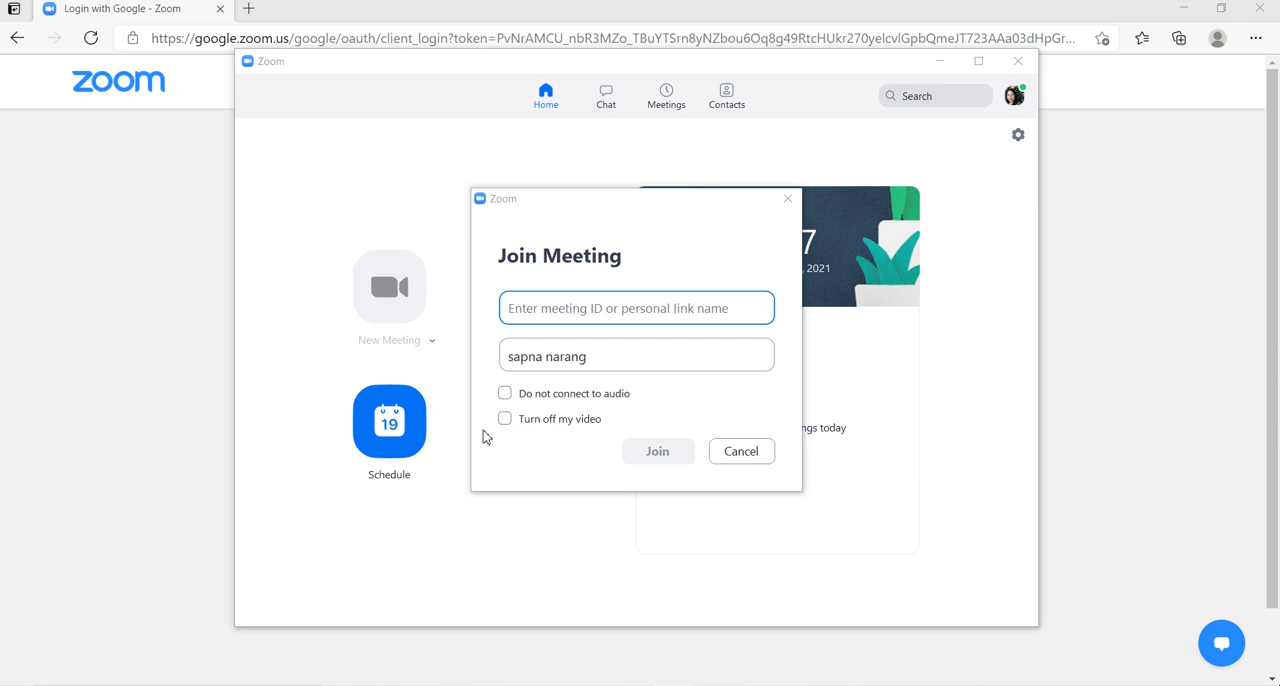 Login with Google - Zoom
https://google.zoom.us/google/oauth/client_login?token=PvNrAMCU_nbR3MZo_TBuYTSrn8yNZbou6Oq8g49RtcHUkr270yelcvlGpbQmeJT723AAa03dHpGr...
zoom
Zoom
Home
Chat
Meetings
Contacts
Search
Zoom
Join Meeting
7
, 2021
Enter meeting ID or personal link name
New Meeting
sapna narang
Do not connect to audio
Turn off my video
19
ngs today
Join
Cancel
Schedule